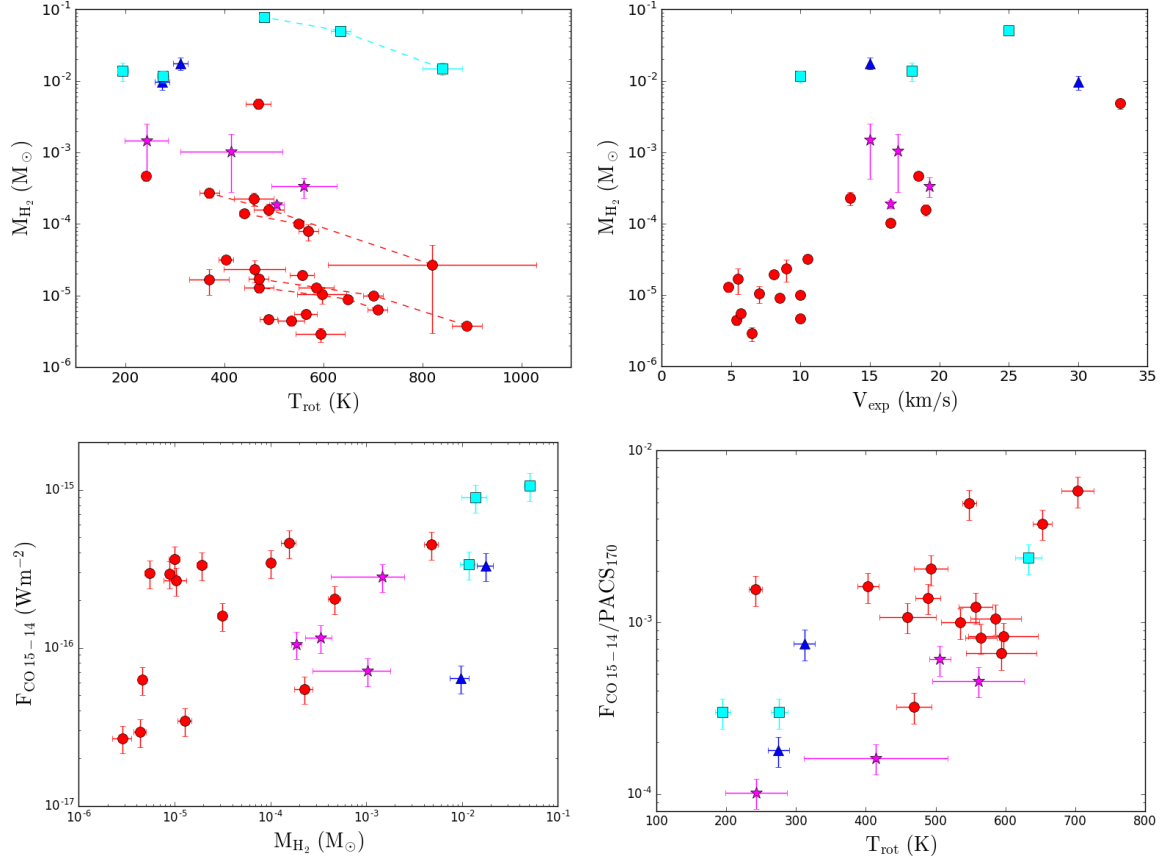 10⁻¹
10⁻²
10⁻³
10⁻⁴
10⁻⁵
10⁻⁶
M_H₂ (M_⊙)
200 400 600 800 1000
T_rot (K)
10⁻¹
10⁻²
10⁻³
10⁻⁴
10⁻⁵
10⁻⁶
M_H₂ (M_⊙)
0 5 10 15 20 25 30 35
V_exp (km/s)
10⁻¹⁵
10⁻¹⁶
10⁻¹⁷
F_CO 15−14 (Wm⁻²)
10⁻⁶ 10⁻⁵ 10⁻⁴ 10⁻³ 10⁻² 10⁻¹
M_H₂ (M_⊙)
10⁻²
10⁻³
10⁻⁴
F_CO 15−14/PACS₁₇₀
100 200 300 400 500 600 700 800
T_rot (K)